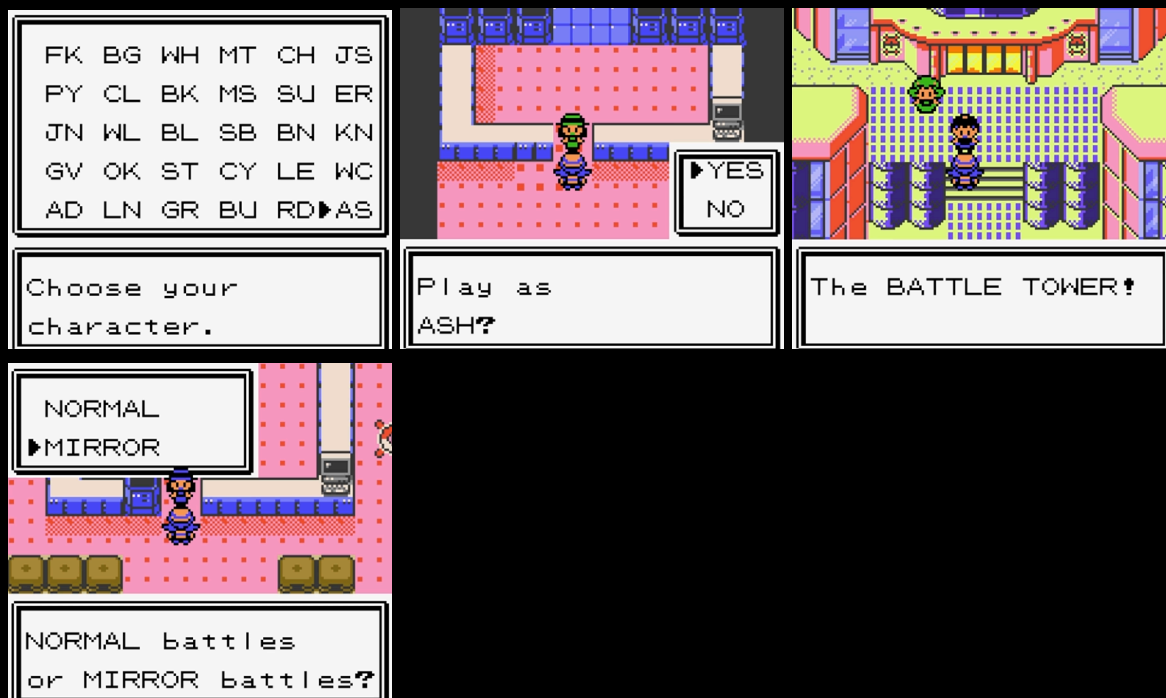 FK BG WH MT CH JS
PY CL BK MS SU ER
JN WL BL SB BN KN
GV OK ST CY LE WC
AD LN GR BU RD▶AS
Choose your
character.
▶YES
NO
Play as
ASH?
The BATTLE TOWER!
NORMAL
▶MIRROR
NORMAL battles
or MIRROR battles?